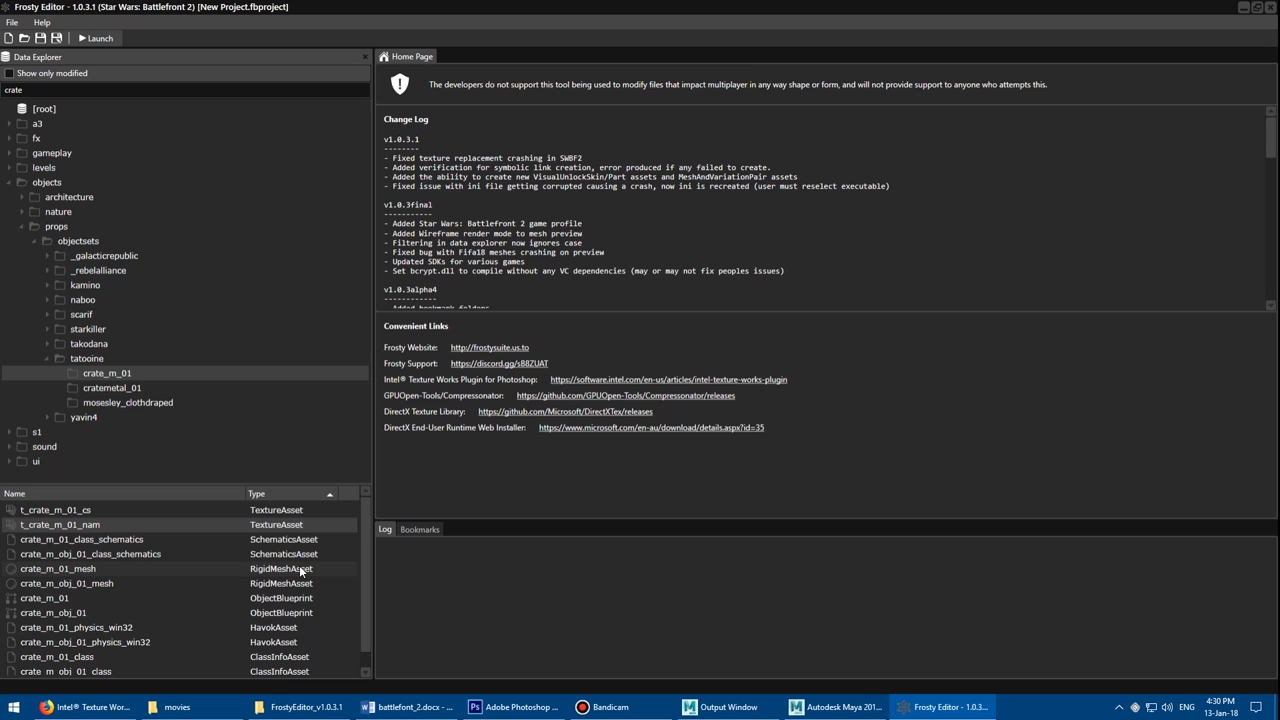 Frosty Editor - 1.0.3.1 (Star Wars: Battlefront 2) [New Project.fbproject]
File Help
Launch
Data Explorer
Show only modified
crate
[root]
a3
fx
gameplay
levels
objects
architecture
nature
props
objectsets
_galacticrepublic
_rebelalliance
kamino
naboo
scarif
starkiller
takodana
tatooine
crate_m_01
cratemetal_01
mosesley_clothdraped
yavin4
s1
sound
ui
Name Type
t_crate_m_01_cs TextureAsset
t_crate_m_01_nam TextureAsset
crate_m_01_class_schematics SchematicsAsset
crate_m_obj_01_class_schematics SchematicsAsset
crate_m_01_mesh RigidMeshAsset
crate_m_obj_01_mesh RigidMeshAsset
crate_m_01 ObjectBlueprint
crate_m_obj_01 ObjectBlueprint
crate_m_01_physics_win32 HavokAsset
crate_m_obj_01_physics_win32 HavokAsset
crate_m_01_class ClassInfoAsset
crate_m_obj_01_class ClassInfoAsset
Home Page
The developers do not support this tool being used to modify files that impact multiplayer in any way shape or form, and will not provide support to anyone who attempts this.
Change Log
v1.0.3.1
--------
- Fixed texture replacement crashing in SWBF2
- Added verification for symbolic link creation, error produced if any failed to create.
- Added the ability to create new VisualUnlockSkin/Part assets and MeshAndVariationPair assets
- Fixed issue with ini file getting corrupted causing a crash, now ini is recreated (user must reselect executable)
v1.0.3final
-----------
- Added Star Wars: Battlefront 2 game profile
- Added Wireframe render mode to mesh preview
- Filtering in data explorer now ignores case
- Fixed bug with Fifa18 meshes crashing on preview
- Updated SDKs for various games
- Set bcrypt.dll to compile without any VC dependencies (may or may not fix peoples issues)
v1.0.3alpha4
------------
- Added bookmark folders
Convenient Links
Frosty Website: http://frostysuite.us.to
Frosty Support: https://discord.gg/sB8ZUAT
Intel® Texture Works Plugin for Photoshop: https://software.intel.com/en-us/articles/intel-texture-works-plugin
GPUOpen-Tools/Compressonator: https://github.com/GPUOpen-Tools/Compressonator/releases
DirectX Texture Library: https://github.com/Microsoft/DirectXTex/releases
DirectX End-User Runtime Web Installer: https://www.microsoft.com/en-au/download/details.aspx?id=35
Log Bookmarks
Intel® Texture Wor... movies FrostyEditor_v1.0.3.1 battlefont_2.docx - ... Adobe Photoshop ... Bandicam Output Window Autodesk Maya 201... Frosty Editor - 1.0.3... ENG 4:30 PM
13-Jan-18